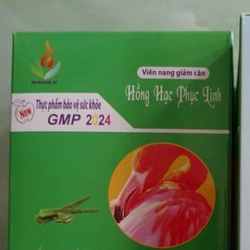 Viên nang giảm cân
Hồng Hạc Phục Linh
New
Thực phẩm bảo vệ sức khỏe
GMP 2024